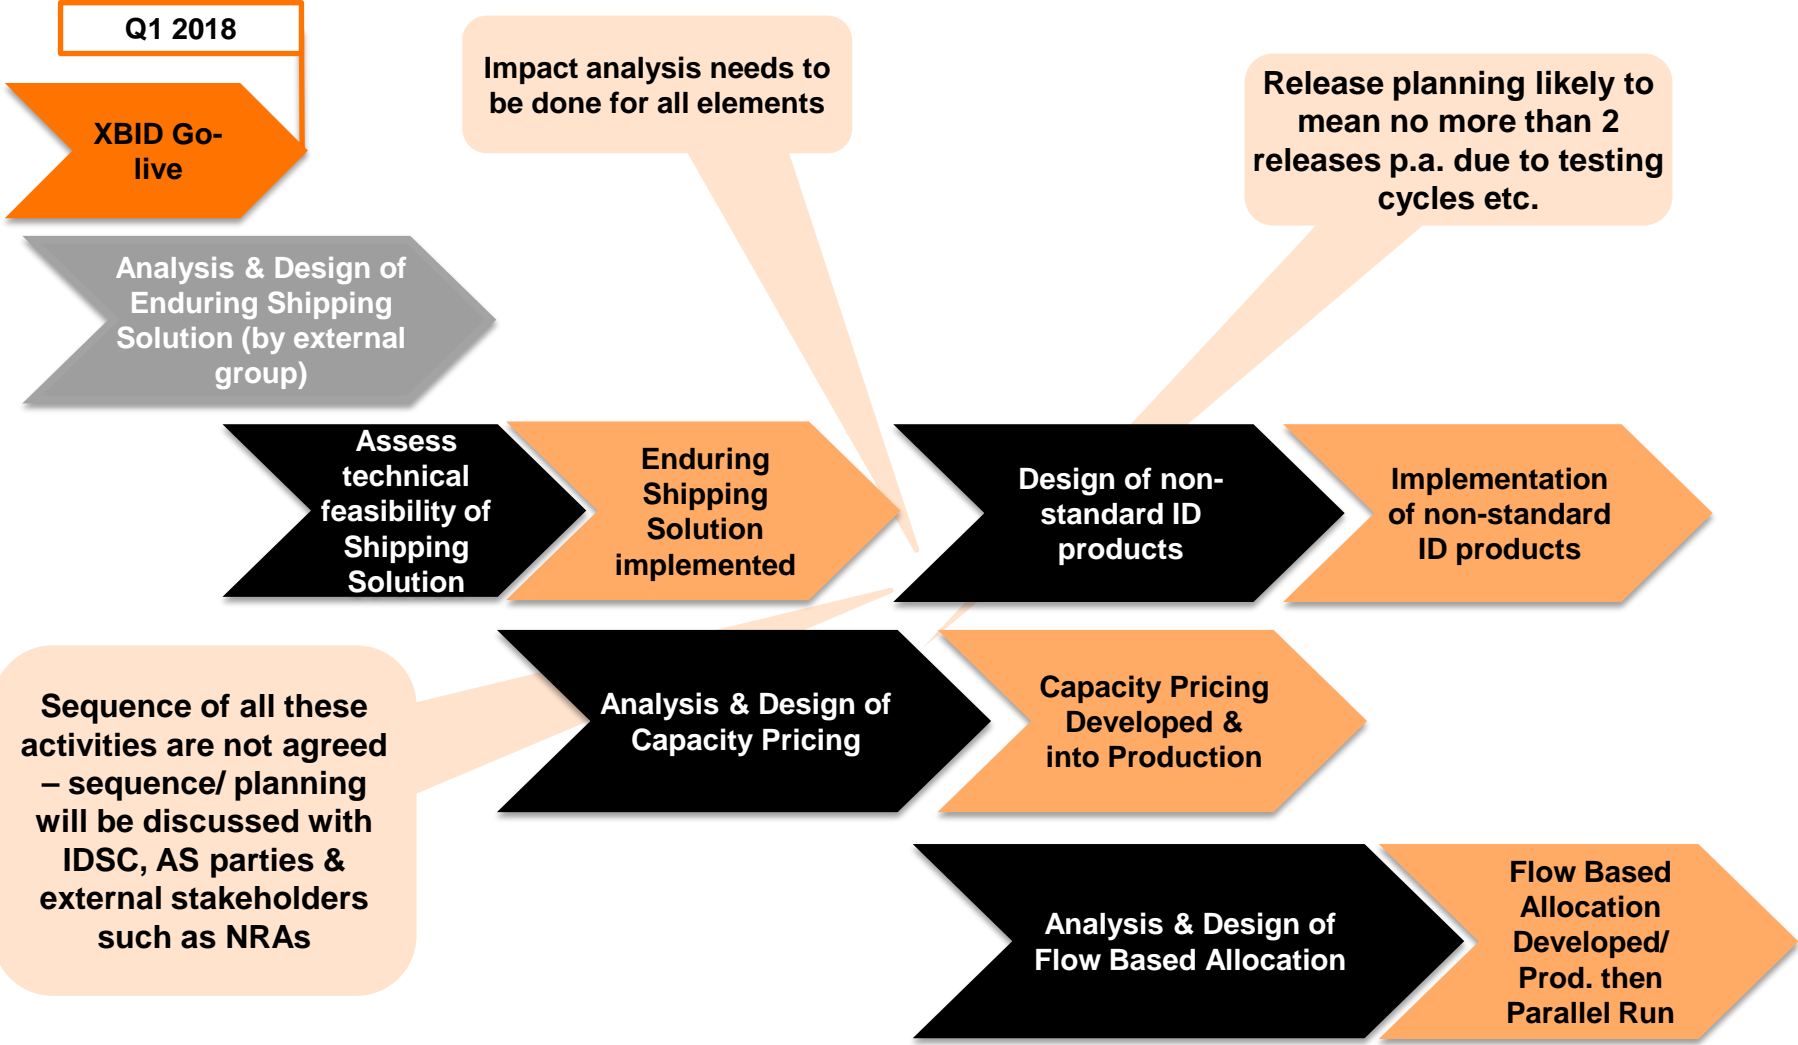 Q1 2018
XBID Go-
live
Impact analysis needs to
be done for all elements
Release planning likely to
mean no more than 2
releases p.a. due to testing
cycles etc.
Analysis & Design of
Enduring Shipping
Solution (by external
group)
Assess
technical
feasibility of
Shipping
Solution
Enduring
Shipping
Solution
implemented
Design of non-
standard ID
products
Implementation
of non-standard
ID products
Sequence of all these
activities are not agreed
– sequence/ planning
will be discussed with
IDSC, AS parties &
external stakeholders
such as NRAs
Analysis & Design of
Capacity Pricing
Capacity Pricing
Developed &
into Production
Analysis & Design of
Flow Based Allocation
Flow Based
Allocation
Developed/
Prod. then
Parallel Run